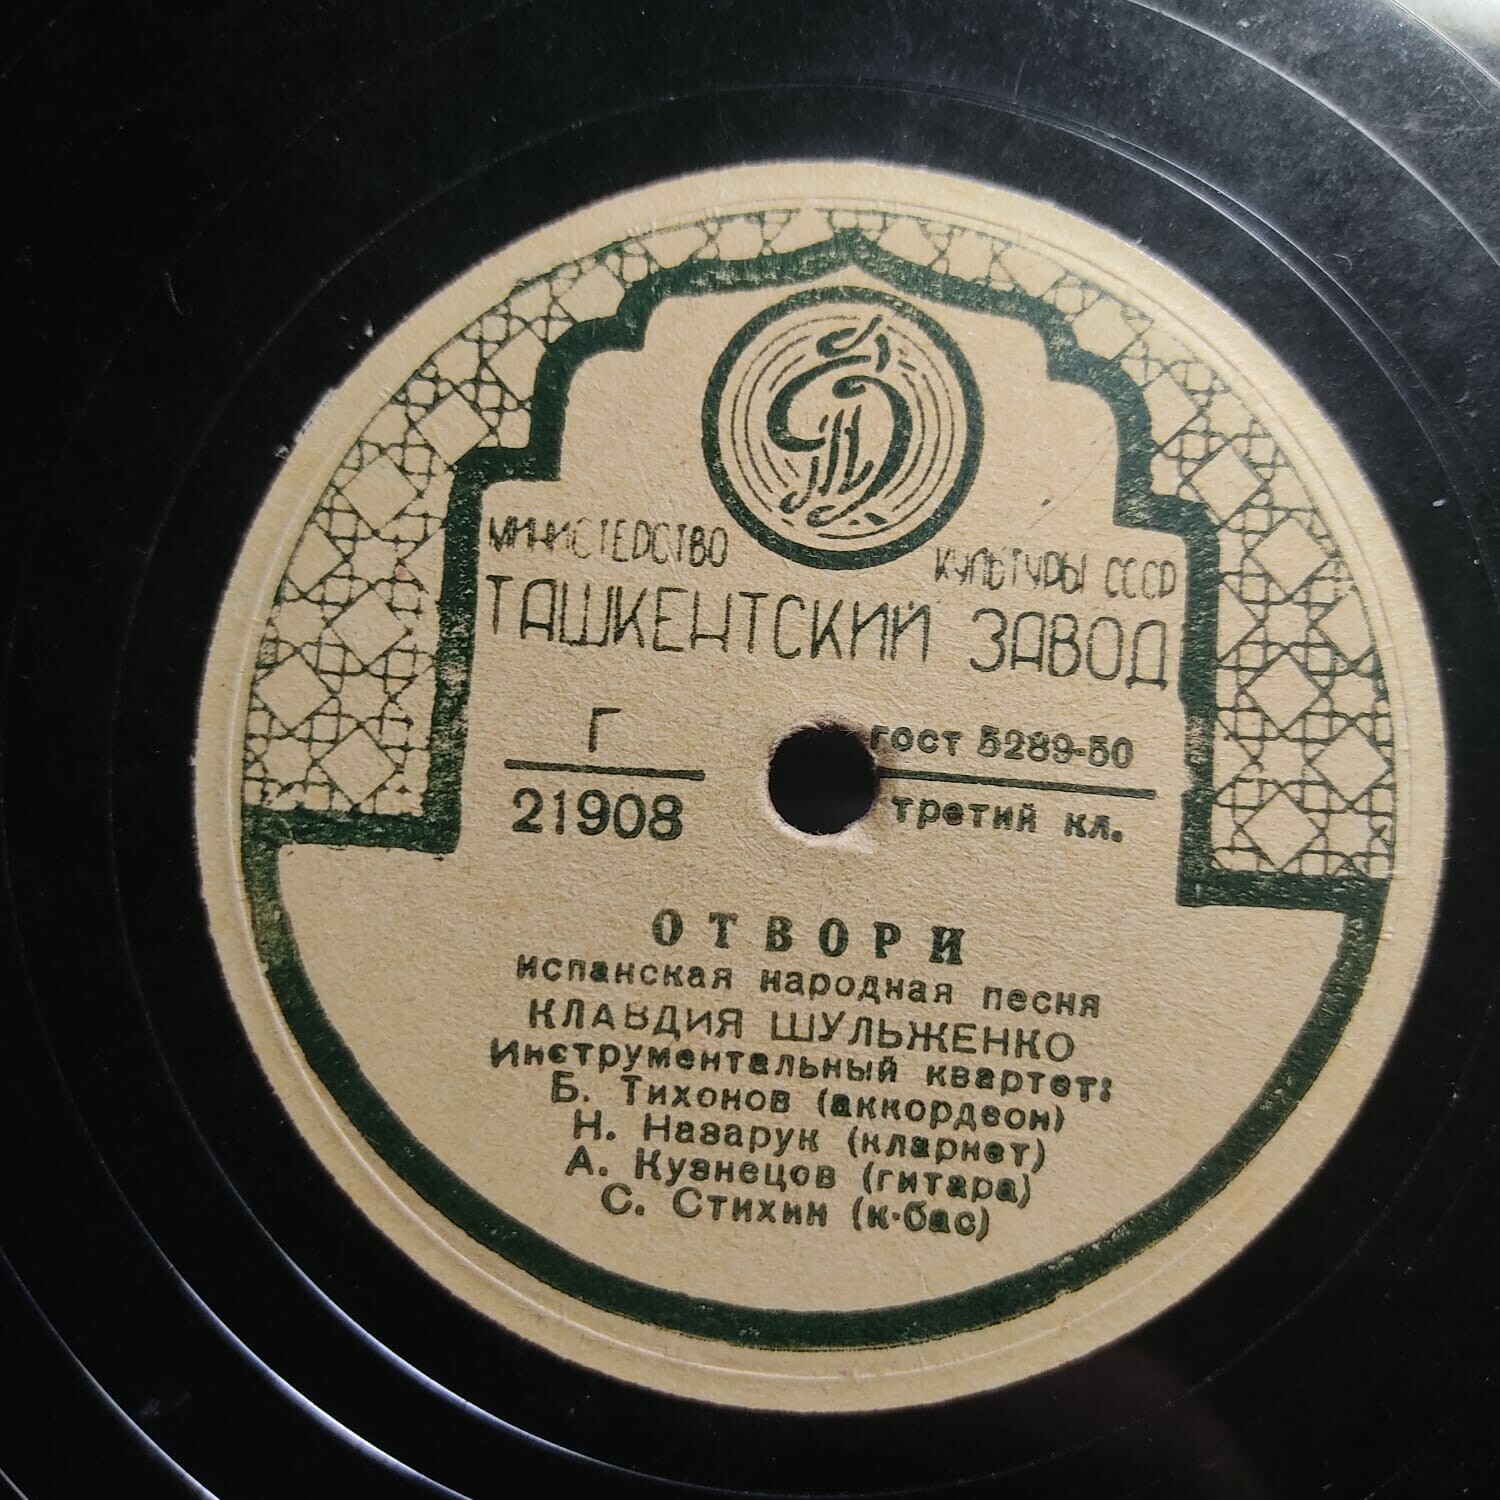 МИНИСТЕРСТВО КУЛЬТУРЫ СССР
ТАШКЕНТСКИЙ ЗАВОД
Г
21908
ГОСТ 5289-50
третий кл.
ОТВОРИ
испанская народная песня
КЛАВДИЯ ШУЛЬЖЕНКО
Инструментальный квартет:
Б. Тихонов (аккордеон)
Н. Назарук (кларнет)
А. Кузнецов (гитара)
С. Стихин (к-бас)